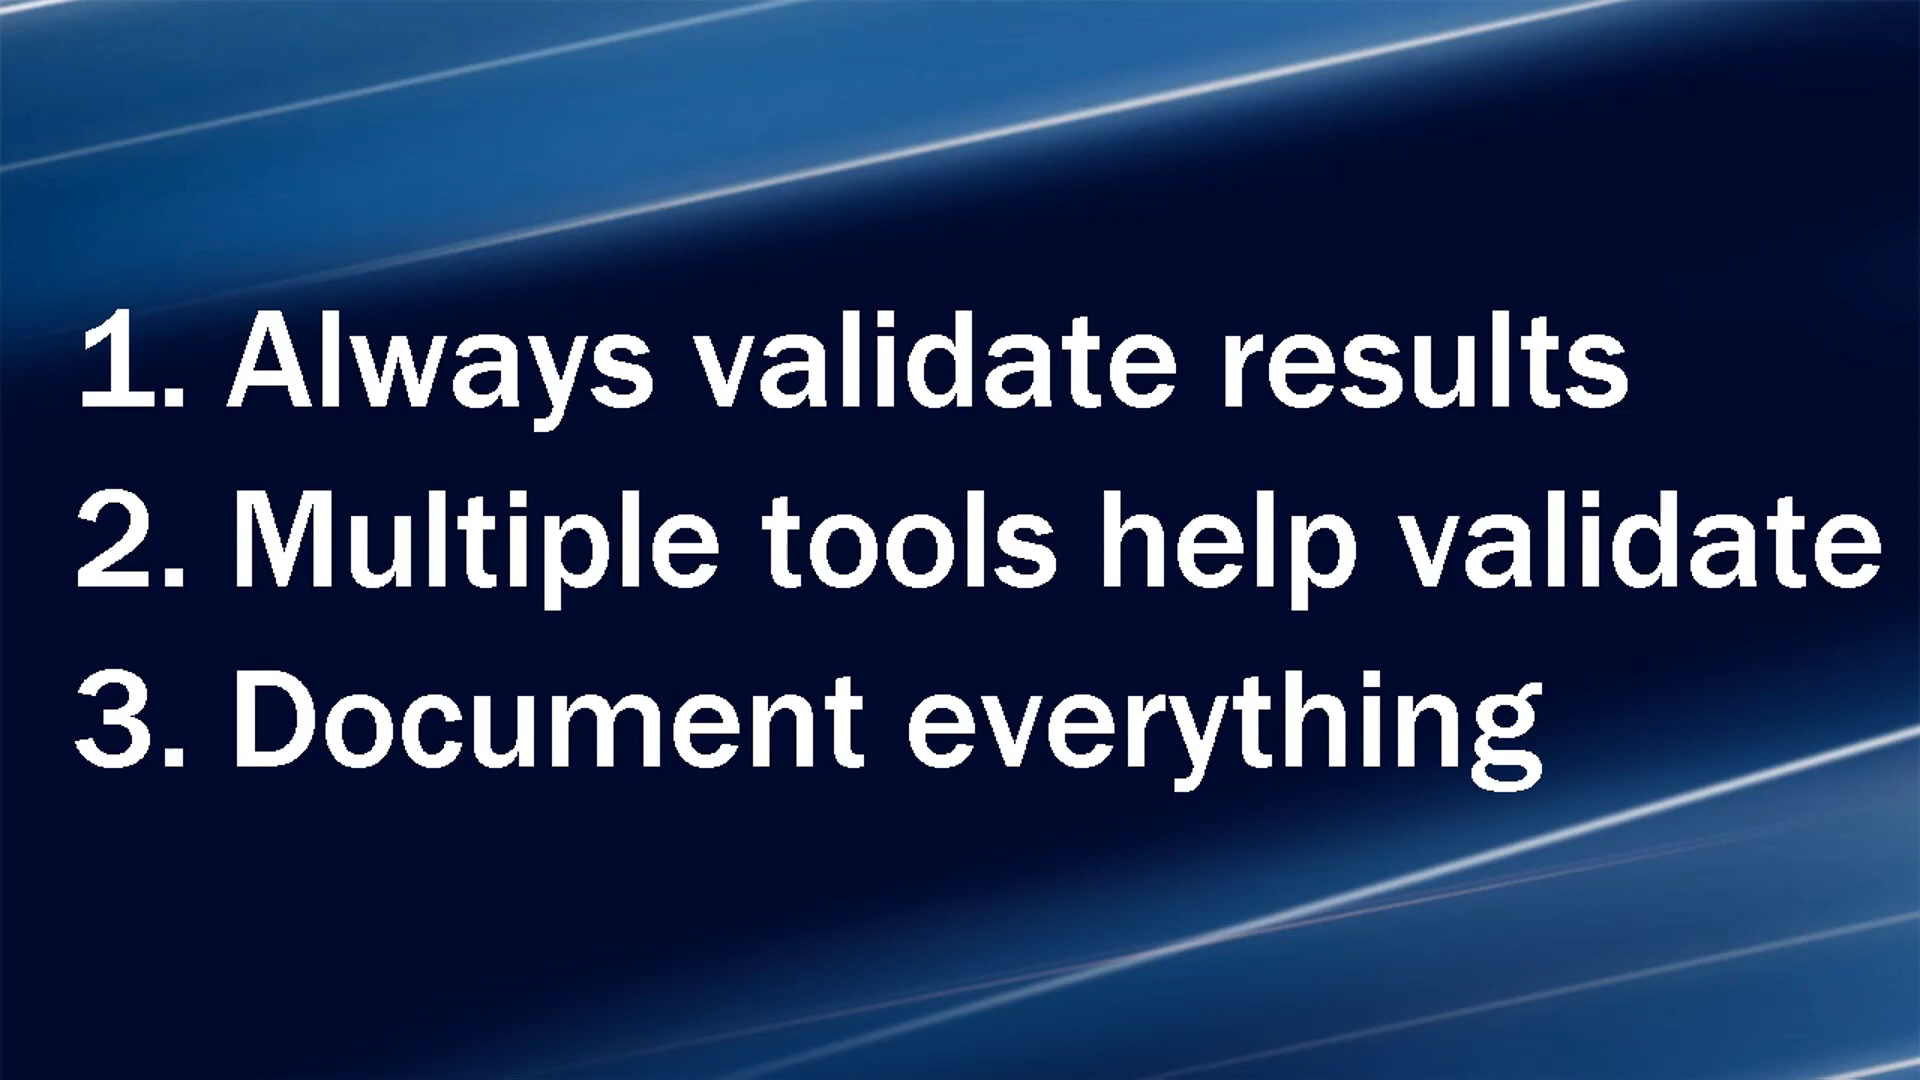 1. Always validate results
2. Multiple tools help validate
3. Document everything